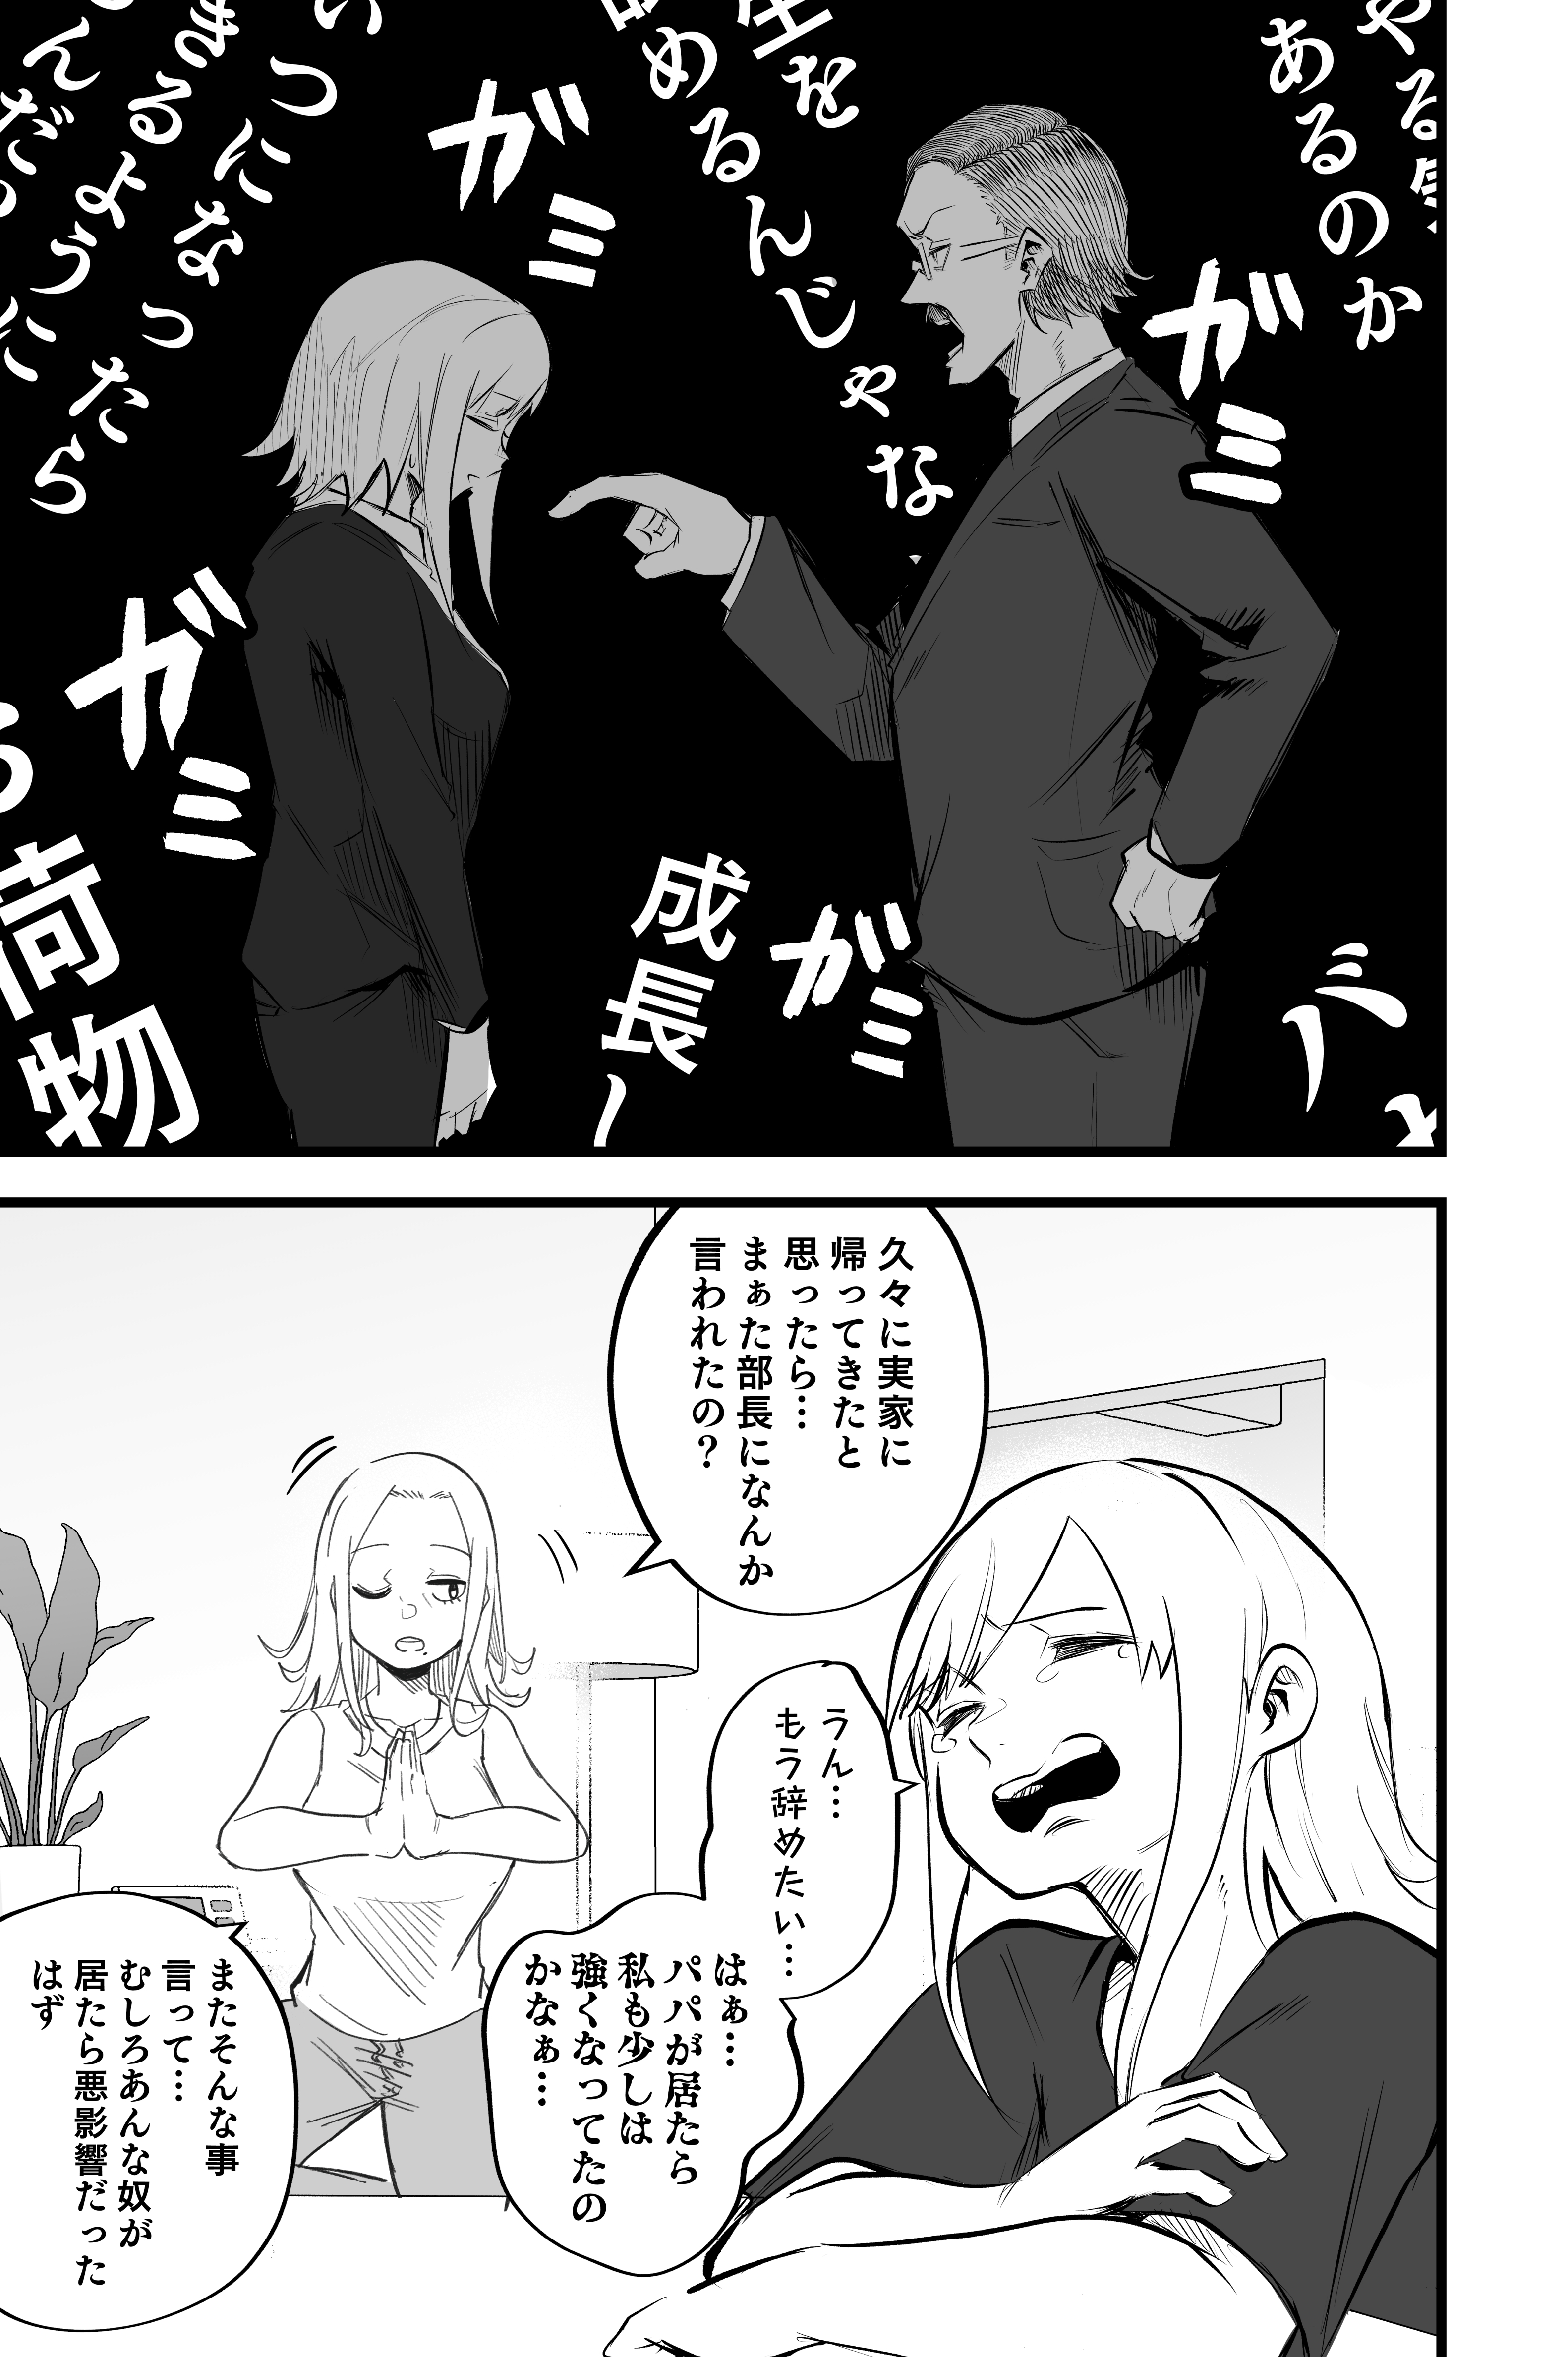 あるのか
ガミ
めるんじゃな
生を
ガミ
いつになったら
きるように
んだ
ガミ
荷物
成長
ガミ
久々に実家に
帰ってきたと
思ったら…
まぁた部長になんか
言われたの？
うん…
もう辞めたい…
はぁ…
パパが居たら
私も少しは
強くなってたの
かなぁ…
またそんな事
言って…
むしろあんな奴が
居たら悪影響だった
はず